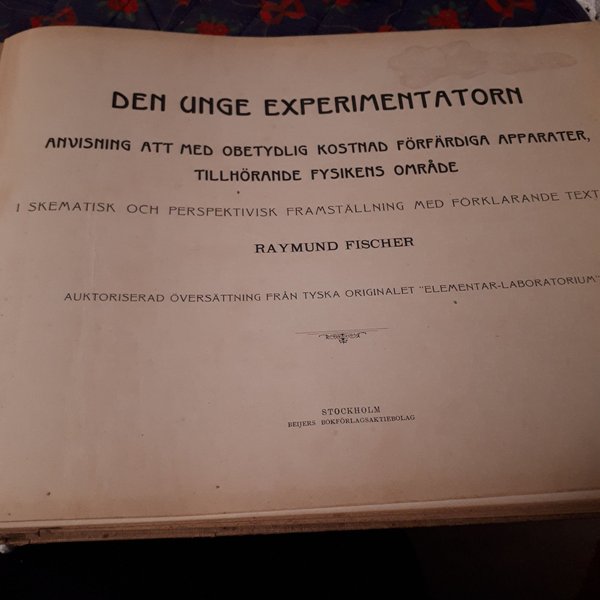 DEN UNGE EXPERIMENTATORN
ANVISNING ATT MED OBETYDLIG KOSTNAD FÖRFÄRDIGA APPARATER,
TILLHÖRANDE FYSIKENS OMRÅDE
I SKEMATISK OCH PERSPEKTIVISK FRAMSTÄLLNING MED FÖRKLARANDE TEXT
RAYMUND FISCHER
AUKTORISERAD ÖVERSÄTTNING FRÅN TYSKA ORIGINALET "ELEMENTAR-LABORATORIUM"
STOCKHOLM
BEIJERS BOKFÖRLAGSAKTIEBOLAG